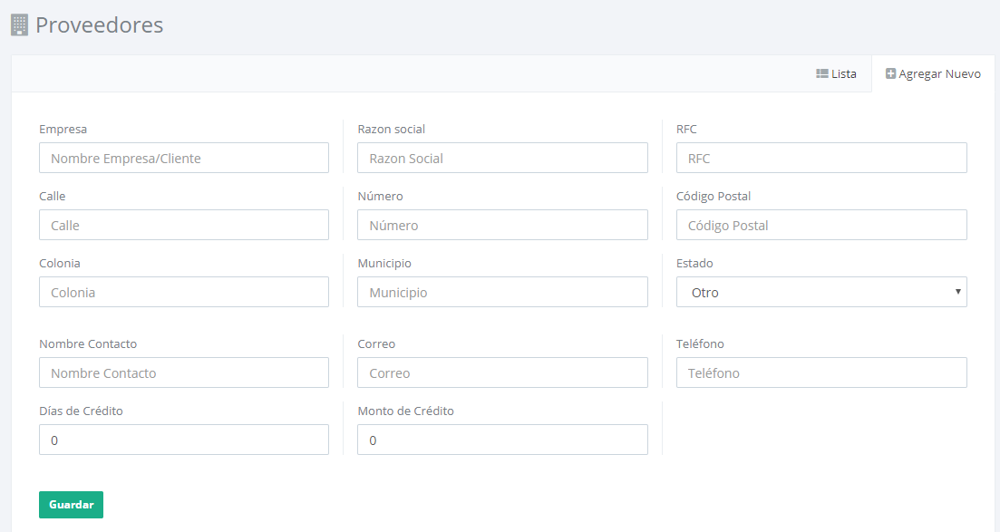 Proveedores
Lista Agregar Nuevo
Empresa Razon social RFC
Nombre Empresa/Cliente Razon Social RFC
Calle Número Código Postal
Calle Número Código Postal
Colonia Municipio Estado
Colonia Municipio Otro
Nombre Contacto Correo Teléfono
Nombre Contacto Correo Teléfono
Días de Crédito Monto de Crédito
0 0
Guardar